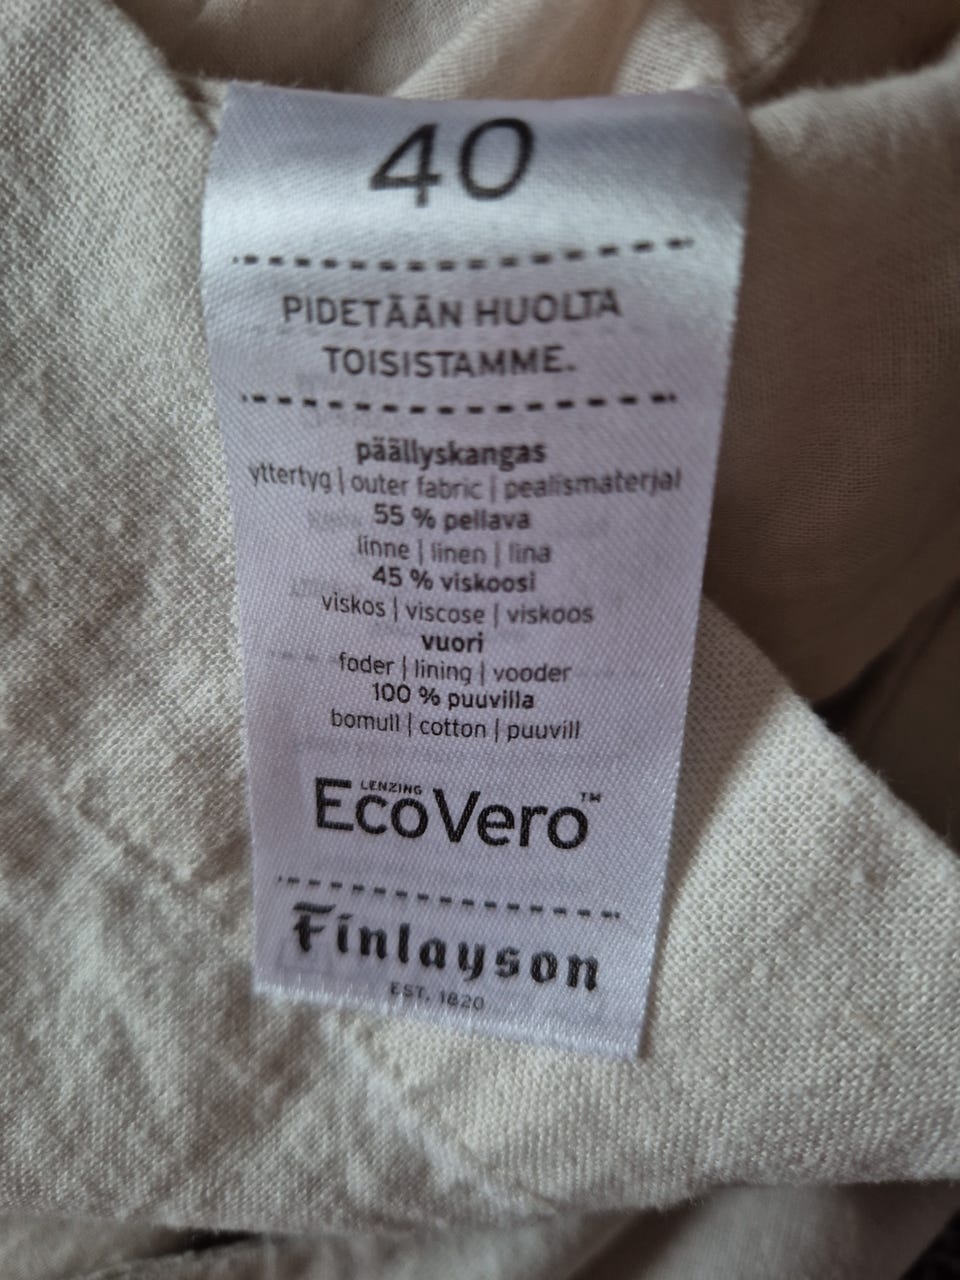 40
PIDETÄÄN HUOLTA
TOISISTAMME.
päällyskangas
yttertyg | outer fabric | pealismaterjal
55 % pellava
linne | linen | lina
45 % viskoosi
viskos | viscose | viskoos
vuori
foder | lining | vooder
100 % puuvilla
bomull | cotton | puuvill
LENZING
EcoVero™
Finlayson
EST. 1820